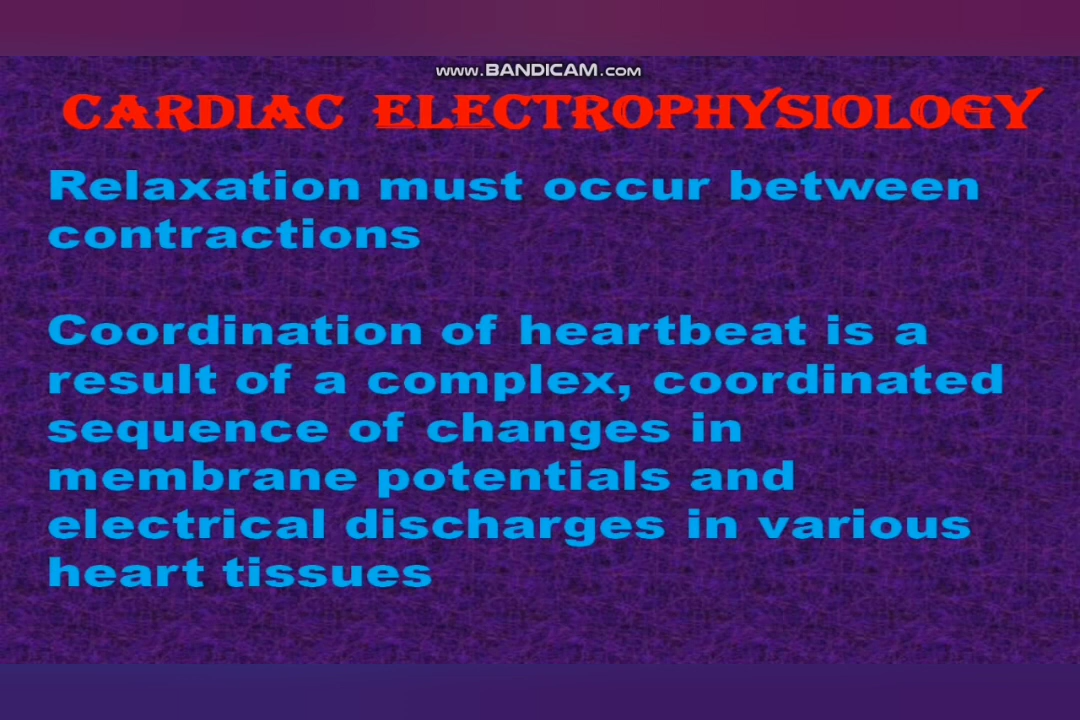 www.BANDICAM.com
CARDIAC ELECTROPHYSIOLOGY
Relaxation must occur between
contractions
Coordination of heartbeat is a
result of a complex, coordinated
sequence of changes in
membrane potentials and
electrical discharges in various
heart tissues